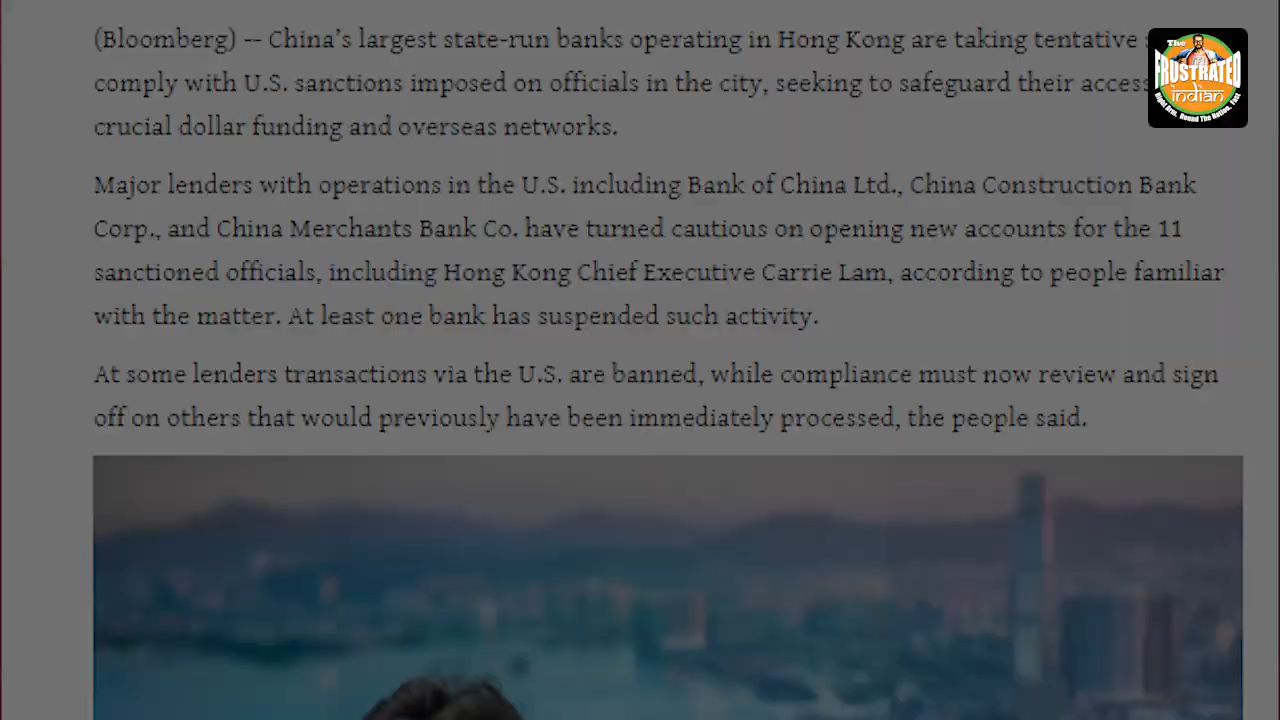 (Bloomberg) -- China's largest state-run banks operating in Hong Kong are taking tentative
comply with U.S. sanctions imposed on officials in the city, seeking to safeguard their access
crucial dollar funding and overseas networks.
Major lenders with operations in the U.S. including Bank of China Ltd., China Construction Bank
Corp., and China Merchants Bank Co. have turned cautious on opening new accounts for the 11
sanctioned officials, including Hong Kong Chief Executive Carrie Lam, according to people familiar
with the matter. At least one bank has suspended such activity.
At some lenders transactions via the U.S. are banned, while compliance must now review and sign
off on others that would previously have been immediately processed, the people said.
The
FRUSTRATED
indian
Right Arm. Round The Nation. Fast